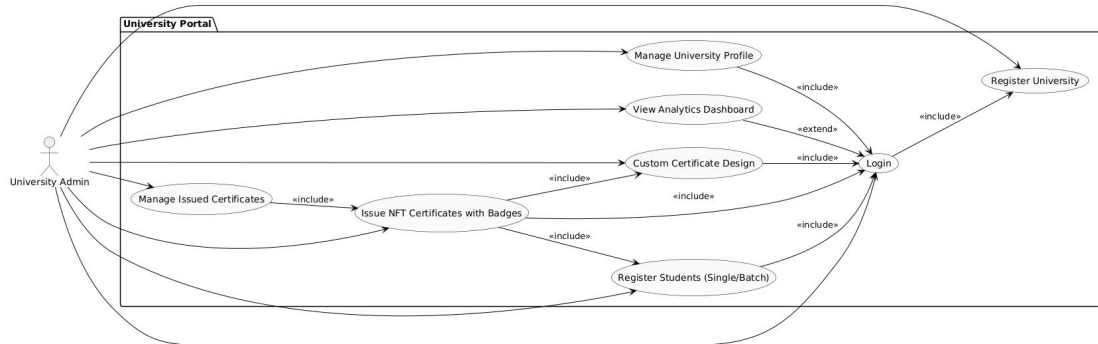 University Portal
Manage University Profile
Register University
«include»
View Analytics Dashboard
«include»
«extend»
Custom Certificate Design
«include»
Login
University Admin
«include»
Manage Issued Certificates
«include»
«include»
Issue NFT Certificates with Badges
«include»
«include»
Register Students (Single/Batch)